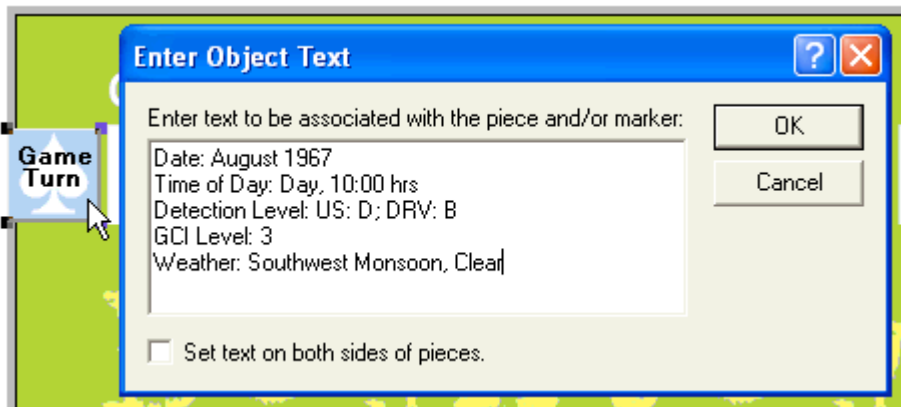 Enter Object Text
Enter text to be associated with the piece and/or marker:
OK
Cancel
Game
Turn
Date: August 1967
Time of Day: Day, 10:00 hrs
Detection Level: US: D; DRV: B
GCI Level: 3
Weather: Southwest Monsoon, Clear
Set text on both sides of pieces.